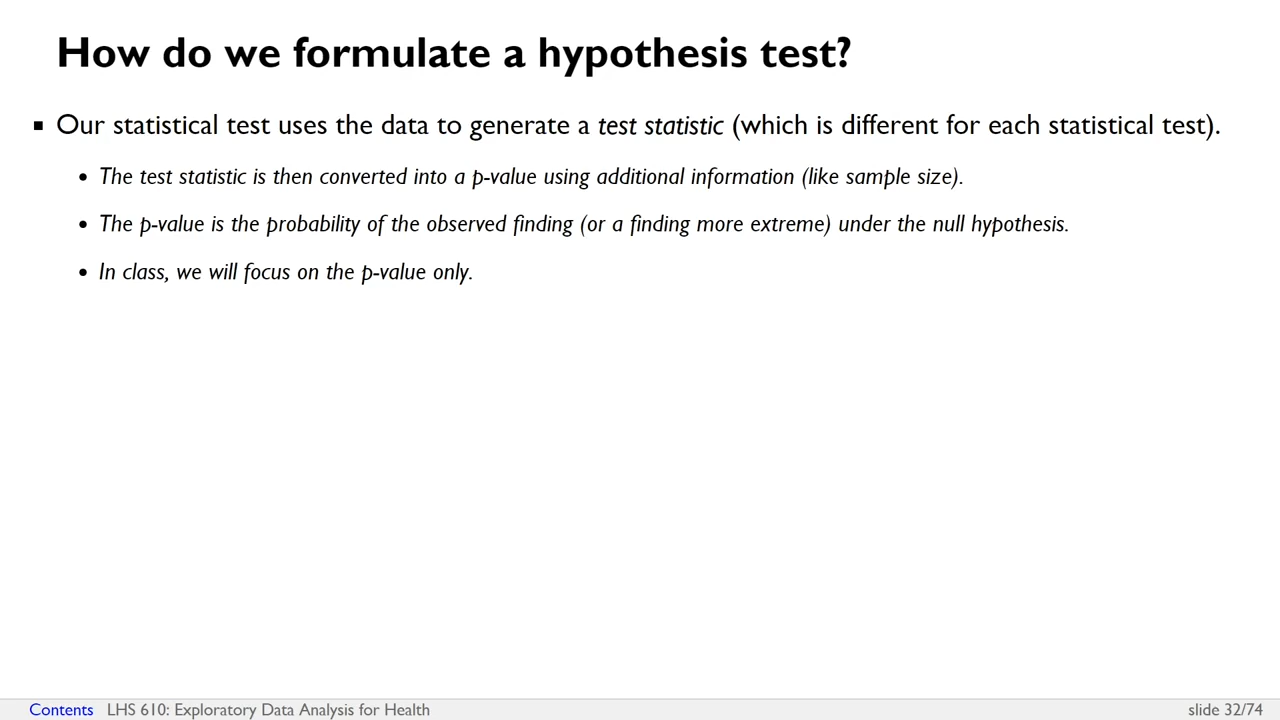 How do we formulate a hypothesis test?
Our statistical test uses the data to generate a test statistic (which is different for each statistical test).
The test statistic is then converted into a p-value using additional information (like sample size).
The p-value is the probability of the observed finding (or a finding more extreme) under the null hypothesis.
In class, we will focus on the p-value only.
Contents LHS 610: Exploratory Data Analysis for Health slide 32/74